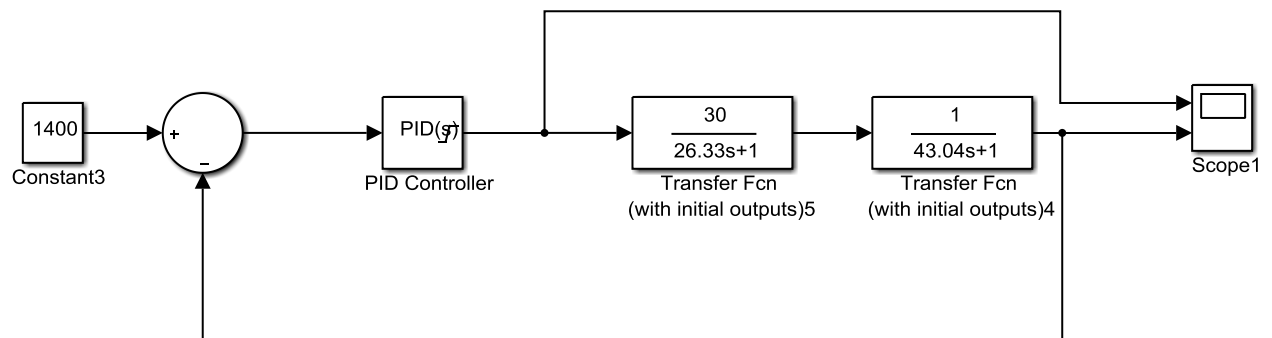 1400
Constant3
+
−
PID(s)
PID Controller
30
26.33s+1
Transfer Fcn
(with initial outputs)5
1
43.04s+1
Transfer Fcn
(with initial outputs)4
Scope1